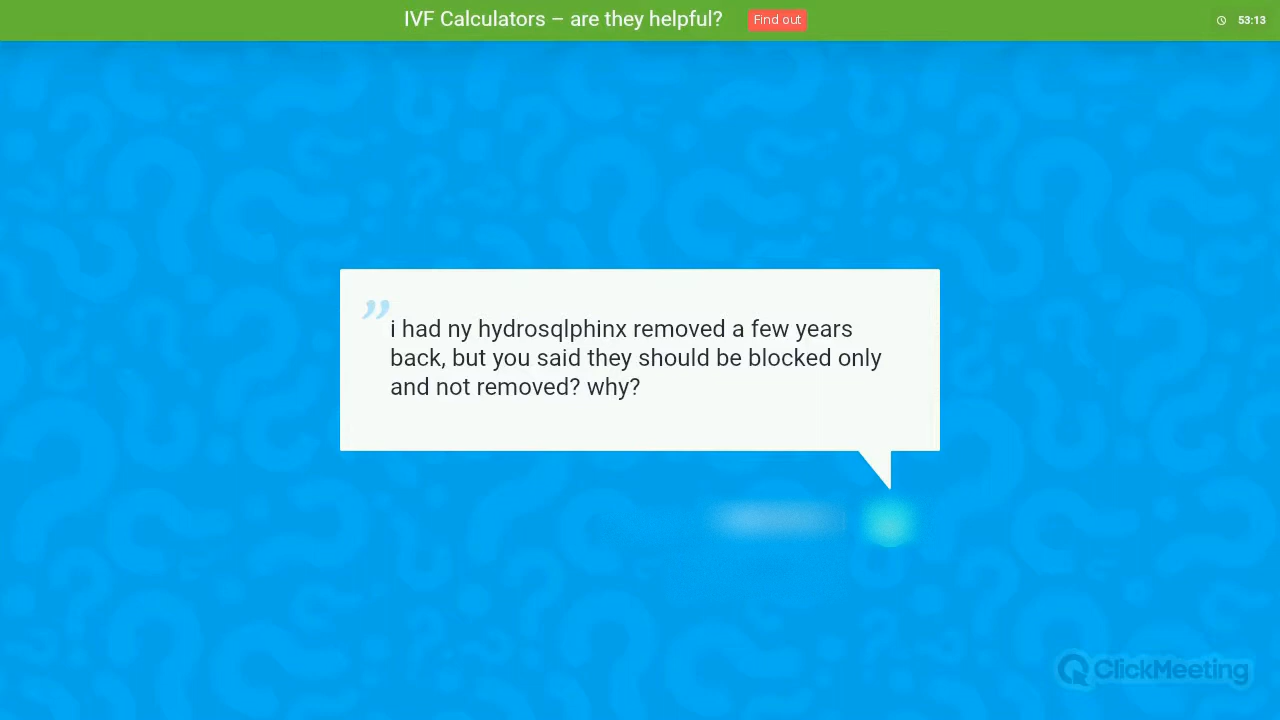 IVF Calculators – are they helpful? Find out 53:13
” i had ny hydrosqlphinx removed a few years
back, but you said they should be blocked only
and not removed? why?
ClickMeeting